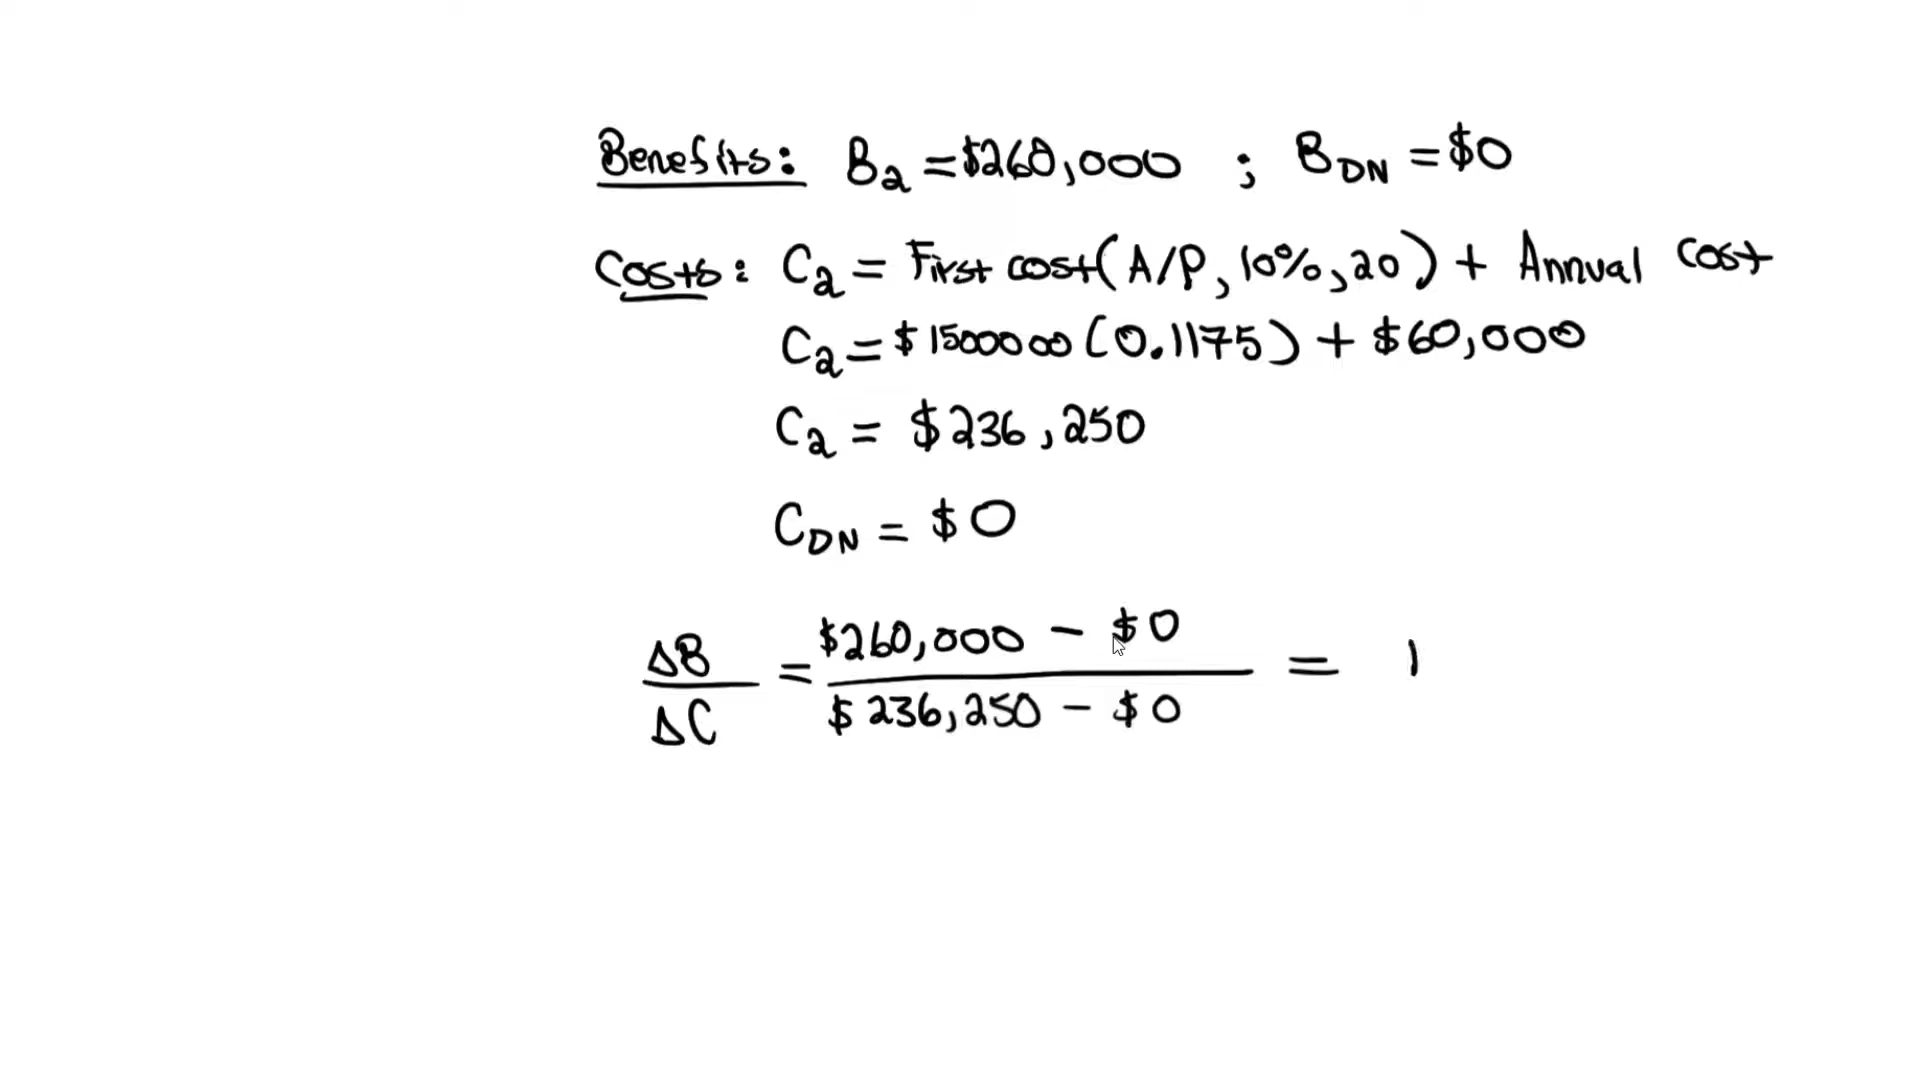 Benefits: B2 = $260,000 ; BDN = $0
Costs: C2 = First cost(A/P, 10%, 20) + Annual cost
C2 = $1500000(0.1175) + $60,000
C2 = $236,250
CDN = $0
ΔB/ΔC = $260,000 - $0 / $236,250 - $0 = 1